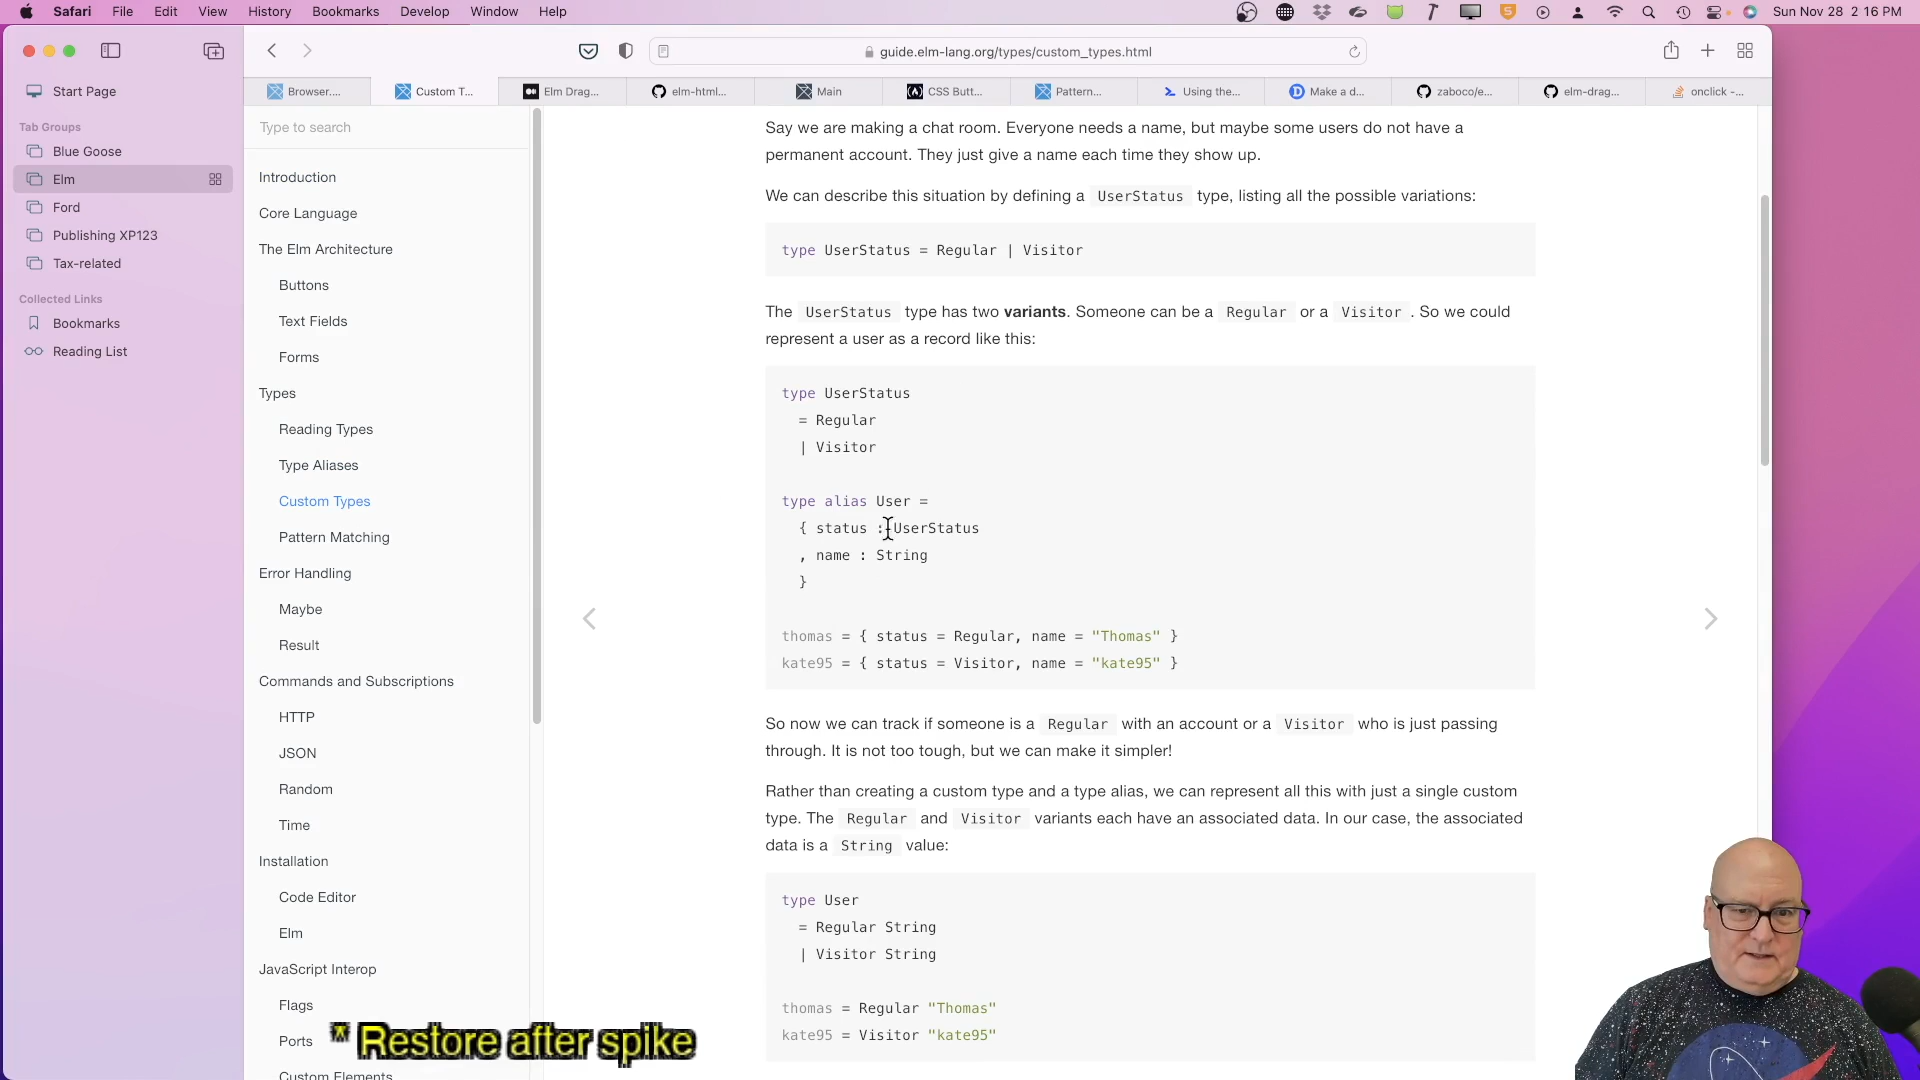 Safari File Edit View History Bookmarks Develop Window Help Sun Nov 28 2 16 PM
guide.elm-lang.org/types/custom_types.html
Start Page
Tab Groups
Blue Goose
Elm
Ford
Publishing XP123
Tax-related
Collected Links
Bookmarks
Reading List
Browser.... Custom T... Elm Drag... elm-html... Main CSS Butt... Pattern... Using the... Make a d... zaboco/e... elm-drag... onclick -...
Type to search
Introduction
Core Language
The Elm Architecture
Buttons
Text Fields
Forms
Types
Reading Types
Type Aliases
Custom Types
Pattern Matching
Error Handling
Maybe
Result
Commands and Subscriptions
HTTP
JSON
Random
Time
Installation
Code Editor
Elm
JavaScript Interop
Flags
Ports
Custom Elements
Say we are making a chat room. Everyone needs a name, but maybe some users do not have a
permanent account. They just give a name each time they show up.
We can describe this situation by defining a UserStatus type, listing all the possible variations:
type UserStatus = Regular | Visitor
The UserStatus type has two variants. Someone can be a Regular or a Visitor . So we could
represent a user as a record like this:
type UserStatus
= Regular
| Visitor
type alias User =
{ status : UserStatus
, name : String
}
thomas = { status = Regular, name = "Thomas" }
kate95 = { status = Visitor, name = "kate95" }
So now we can track if someone is a Regular with an account or a Visitor who is just passing
through. It is not too tough, but we can make it simpler!
Rather than creating a custom type and a type alias, we can represent all this with just a single custom
type. The Regular and Visitor variants each have an associated data. In our case, the associated
data is a String value:
type User
= Regular String
| Visitor String
thomas = Regular "Thomas"
kate95 = Visitor "kate95"
* Restore after spike